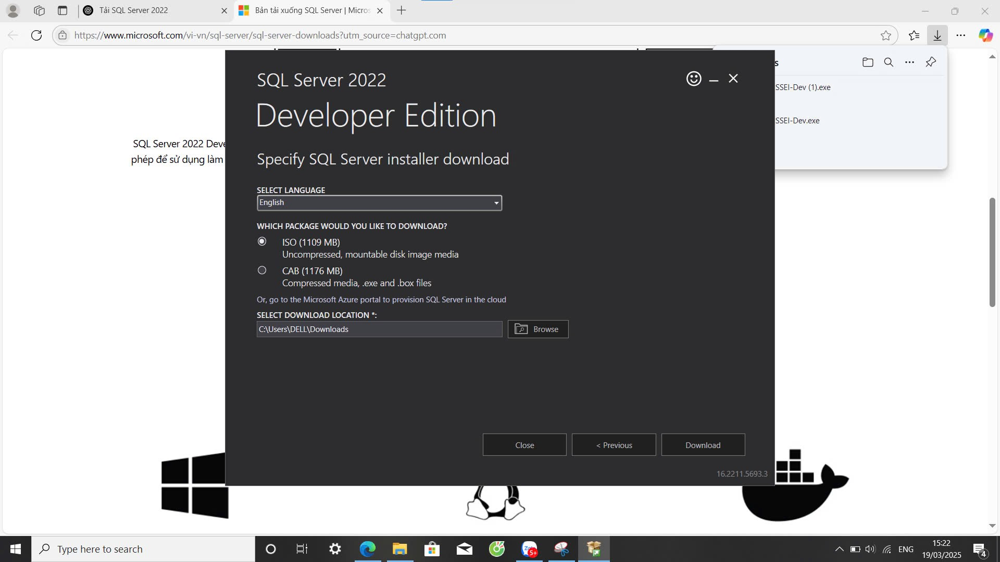 Tải SQL Server 2022
Bản tải xuống SQL Server | Micros
https://www.microsoft.com/vi-vn/sql-server/sql-server-downloads?utm_source=chatgpt.com
s
SSEI-Dev (1).exe
SSEI-Dev.exe
SQL Server 2022 Deve
phép để sử dụng làm
SQL Server 2022
Developer Edition
Specify SQL Server installer download
SELECT LANGUAGE
English
WHICH PACKAGE WOULD YOU LIKE TO DOWNLOAD?
ISO (1109 MB)
Uncompressed, mountable disk image media
CAB (1176 MB)
Compressed media, .exe and .box files
Or, go to the Microsoft Azure portal to provision SQL Server in the cloud
SELECT DOWNLOAD LOCATION *:
C:\Users\DELL\Downloads
Browse
Close
< Previous
Download
16.2211.5693.3
Type here to search
5+
ENG
15:22
19/03/2025
4